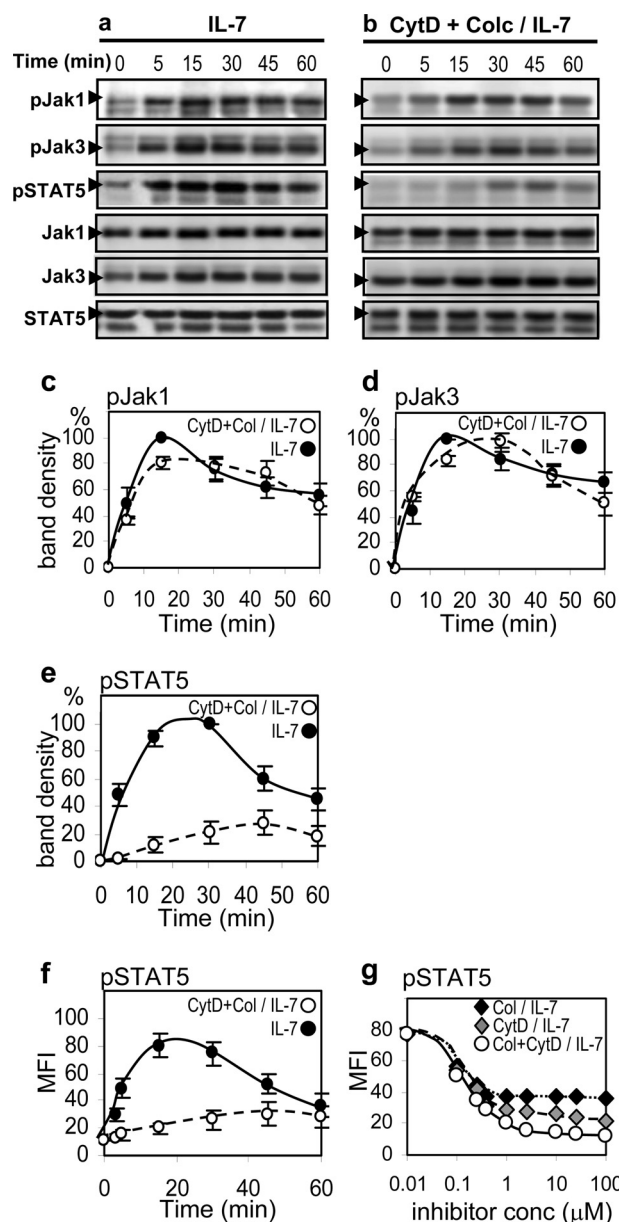 a IL-7 b CytD + Colc / IL-7
Time (min) 0 5 15 30 45 60 0 5 15 30 45 60
pJak1
pJak3
pSTAT5
Jak1
Jak3
STAT5
c pJak1
%
100
80
60
40
20
0
band density
CytD+Col / IL-7
IL-7
0 10 20 30 40 50 60
Time (min)
d pJak3
%
100
80
60
40
20
0
CytD+Col / IL-7
IL-7
0 10 20 30 40 50 60
Time (min)
e pSTAT5
%
100
80
60
40
20
0
band density
CytD+Col / IL-7
IL-7
0 10 20 30 40 50 60
Time (min)
f pSTAT5
100
80
60
40
20
0
MFI
CytD+Col / IL-7
IL-7
0 20 40 60
Time (min)
g pSTAT5
80
60
40
20
0
MFI
Col / IL-7
CytD / IL-7
Col+CytD / IL-7
0.01 0.1 1 10 100
inhibitor conc (μM)